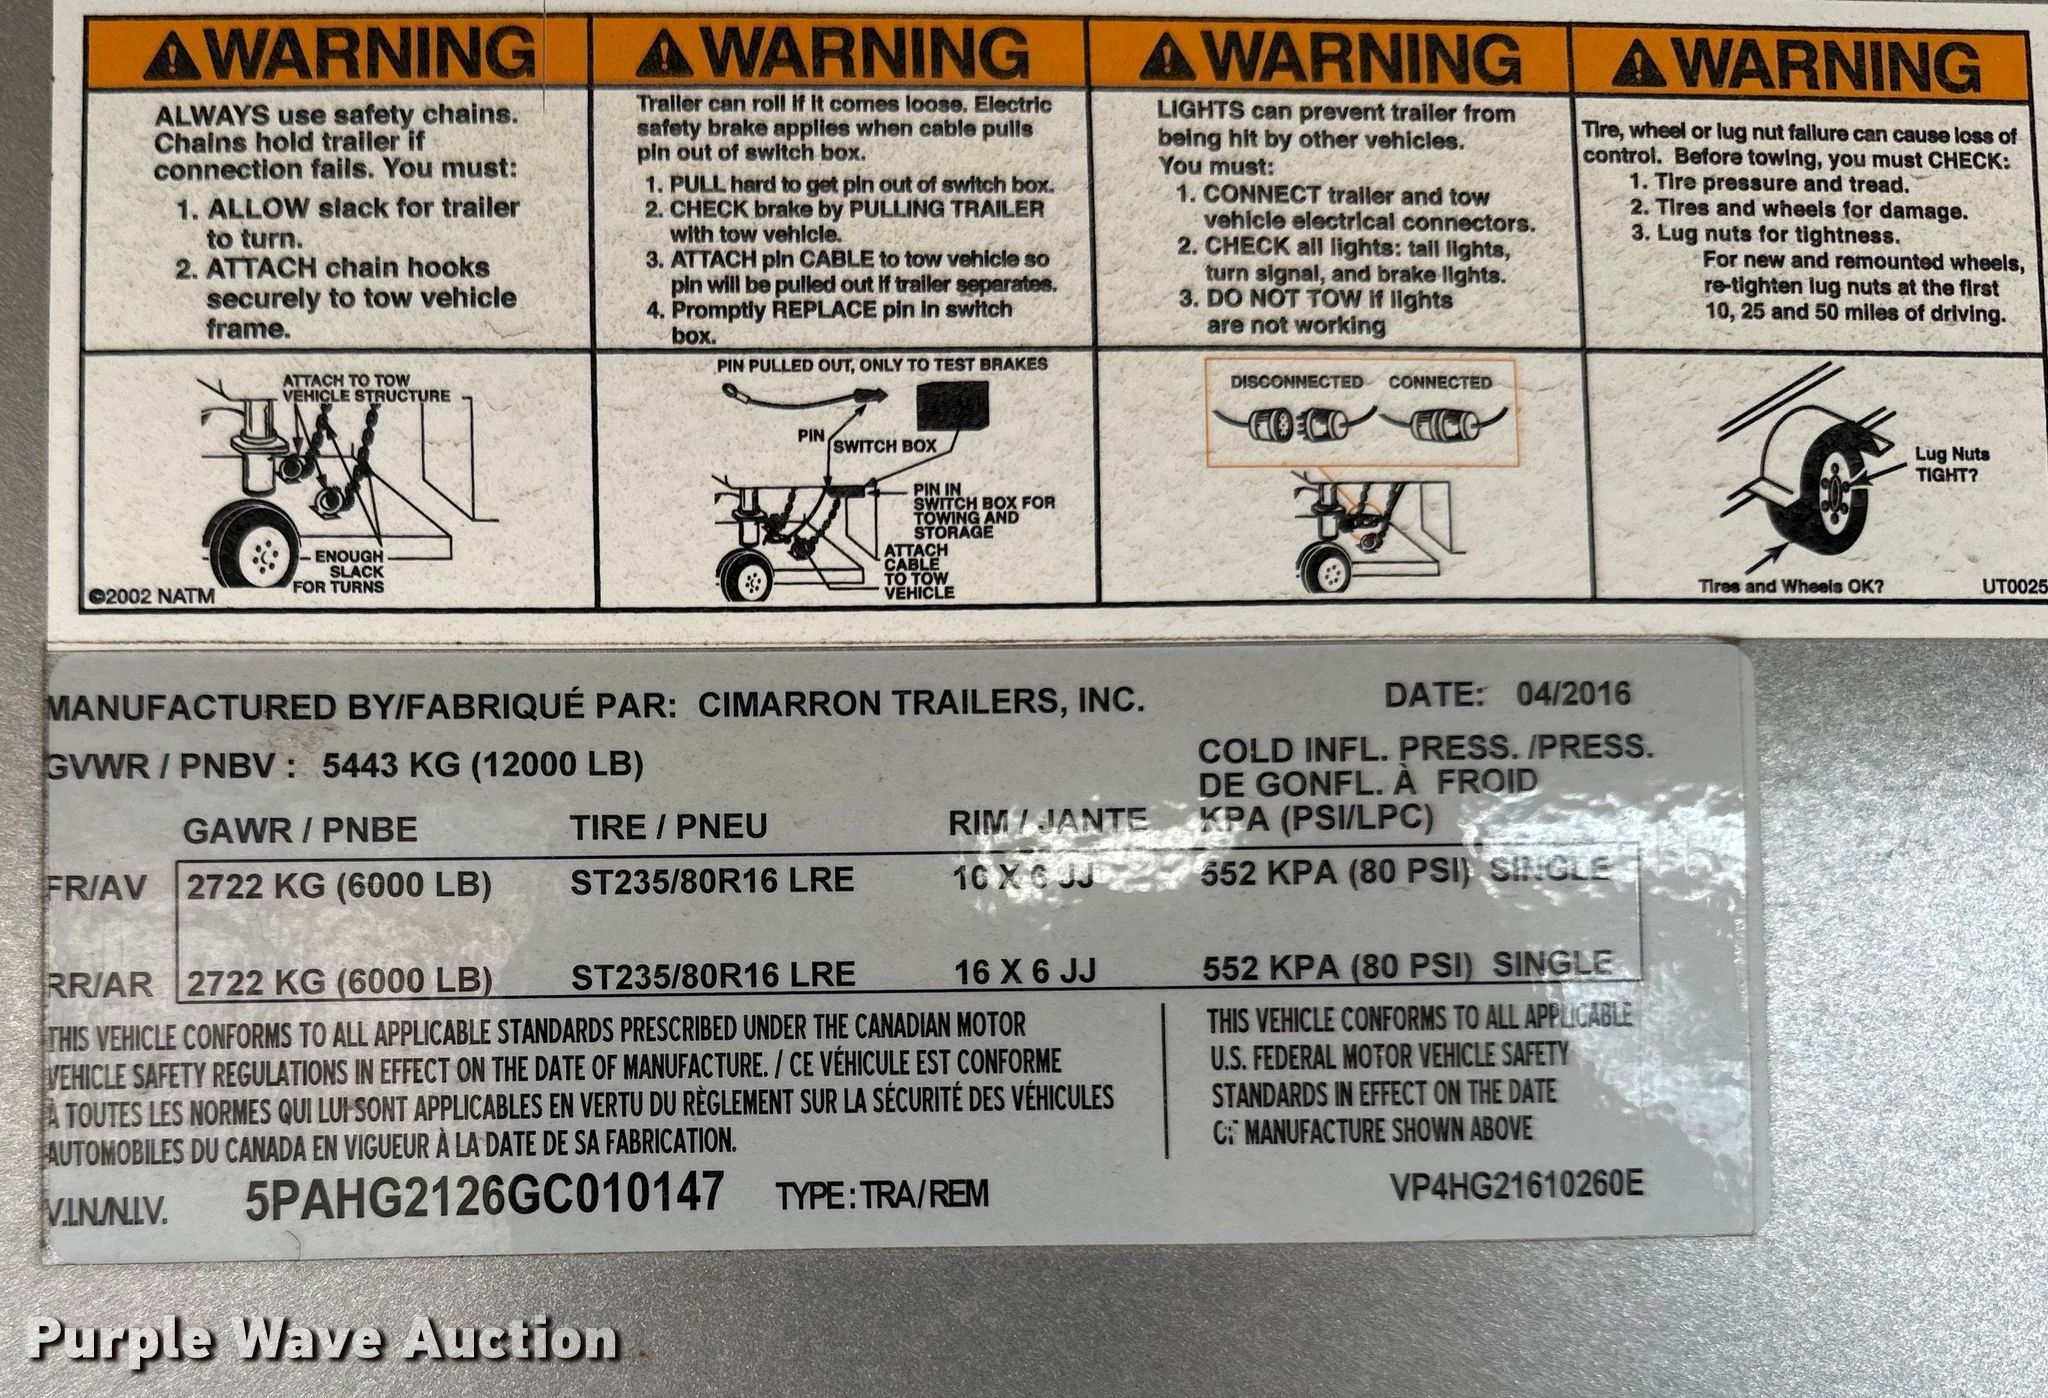 WARNING
ALWAYS use safety chains.
Chains hold trailer if
connection fails. You must:
1. ALLOW slack for trailer
to turn.
2. ATTACH chain hooks
securely to tow vehicle
frame.
ATTACH TO TOW
VEHICLE STRUCTURE
ENOUGH
SLACK
FOR TURNS
©2002 NATM
WARNING
Trailer can roll if it comes loose. Electric
safety brake applies when cable pulls
pin out of switch box.
1. PULL hard to get pin out of switch box.
2. CHECK brake by PULLING TRAILER
with tow vehicle.
3. ATTACH pin CABLE to tow vehicle so
pin will be pulled out if trailer separates.
4. Promptly REPLACE pin in switch
box.
PIN PULLED OUT, ONLY TO TEST BRAKES
PIN
SWITCH BOX
PIN IN
SWITCH BOX FOR
TOWING AND
STORAGE
ATTACH
CABLE
TO TOW
VEHICLE
WARNING
LIGHTS can prevent trailer from
being hit by other vehicles.
You must:
1. CONNECT trailer and tow
vehicle electrical connectors.
2. CHECK all lights: tail lights,
turn signal, and brake lights.
3. DO NOT TOW if lights
are not working
DISCONNECTED CONNECTED
WARNING
Tire, wheel or lug nut failure can cause loss of
control. Before towing, you must CHECK:
1. Tire pressure and tread.
2. Tires and wheels for damage.
3. Lug nuts for tightness.
For new and remounted wheels,
re-tighten lug nuts at the first
10, 25 and 50 miles of driving.
Lug Nuts
TIGHT?
Tires and Wheels OK?
UT0025
MANUFACTURED BY/FABRIQUÉ PAR: CIMARRON TRAILERS, INC. DATE: 04/2016
GVWR / PNBV : 5443 KG (12000 LB)
COLD INFL. PRESS. /PRESS.
DE GONFL. À FROID
GAWR / PNBE TIRE / PNEU RIM / JANTE KPA (PSI/LPC)
FR/AV 2722 KG (6000 LB) ST235/80R16 LRE 16 X 6 JJ 552 KPA (80 PSI) SINGLE
RR/AR 2722 KG (6000 LB) ST235/80R16 LRE 16 X 6 JJ 552 KPA (80 PSI) SINGLE
THIS VEHICLE CONFORMS TO ALL APPLICABLE STANDARDS PRESCRIBED UNDER THE CANADIAN MOTOR
VEHICLE SAFETY REGULATIONS IN EFFECT ON THE DATE OF MANUFACTURE. / CE VÉHICULE EST CONFORME
À TOUTES LES NORMES QUI LUI SONT APPLICABLES EN VERTU DU RÈGLEMENT SUR LA SÉCURITÉ DES VÉHICULES
AUTOMOBILES DU CANADA EN VIGUEUR À LA DATE DE SA FABRICATION.
THIS VEHICLE CONFORMS TO ALL APPLICABLE
U.S. FEDERAL MOTOR VEHICLE SAFETY
STANDARDS IN EFFECT ON THE DATE
OF MANUFACTURE SHOWN ABOVE
V.I.N./N.I.V. 5PAHG2126GC010147 TYPE: TRA/REM VP4HG21610260E
Purple Wave Auction